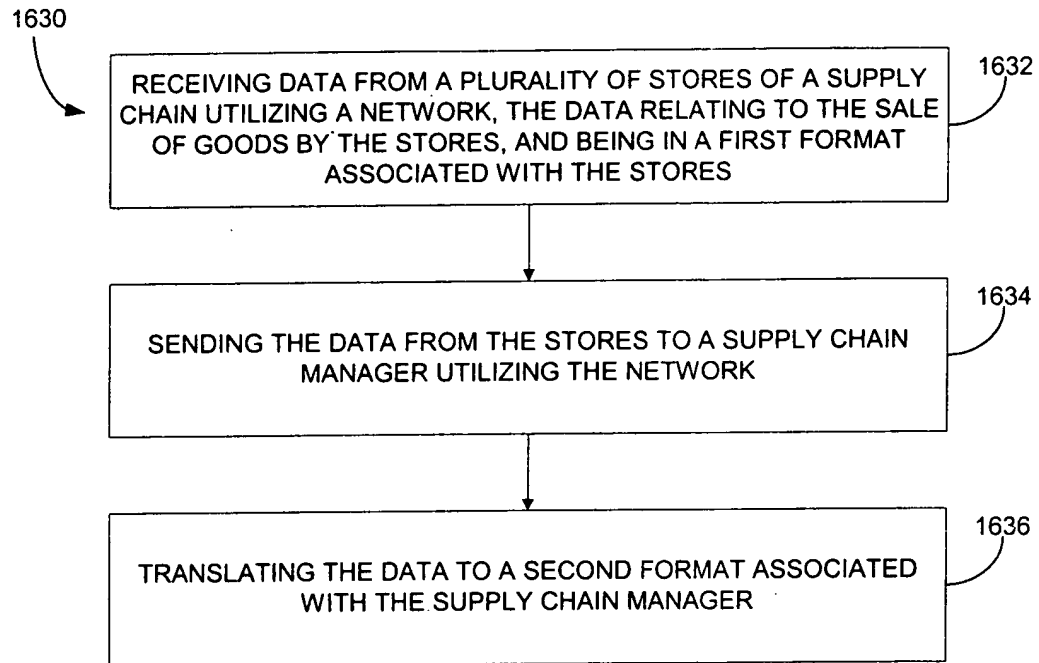 1630
RECEIVING DATA FROM A PLURALITY OF STORES OF A SUPPLY
CHAIN UTILIZING A NETWORK, THE DATA RELATING TO THE SALE
OF GOODS BY THE STORES, AND BEING IN A FIRST FORMAT
ASSOCIATED WITH THE STORES
1632
SENDING THE DATA FROM THE STORES TO A SUPPLY CHAIN
MANAGER UTILIZING THE NETWORK
1634
TRANSLATING THE DATA TO A SECOND FORMAT ASSOCIATED
WITH THE SUPPLY CHAIN MANAGER
1636